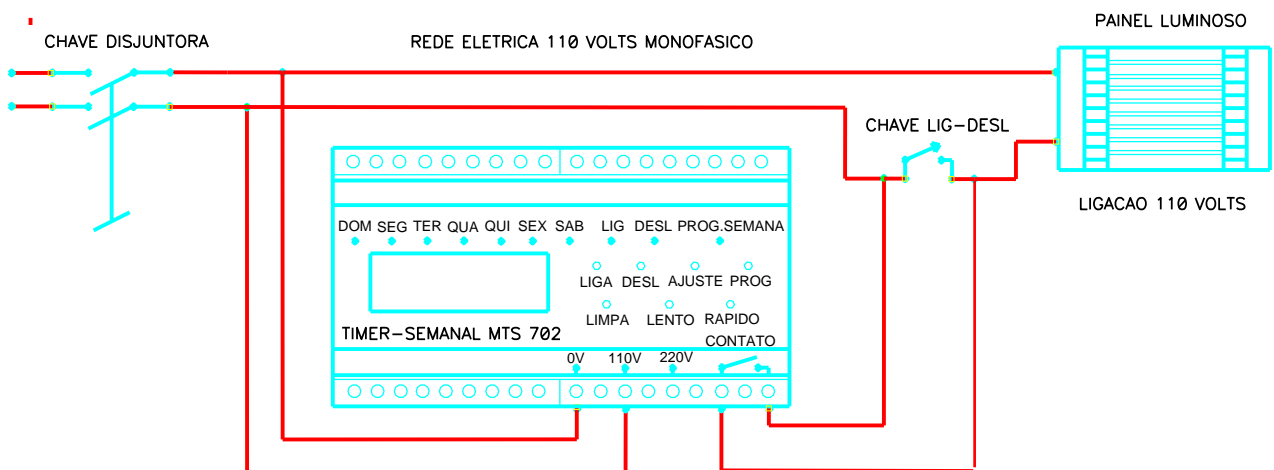 PAINEL LUMINOSO
CHAVE DISJUNTORA
REDE ELETRICA 110 VOLTS MONOFASICO
CHAVE LIG-DESL
LIGACAO 110 VOLTS
DOM SEG TER QUA QUI SEX SAB LIG DESL PROG.SEMANA
LIGA DESL AJUSTE PROG
LIMPA LENTO RAPIDO
TIMER-SEMANAL MTS 702
CONTATO
0V 110V 220V